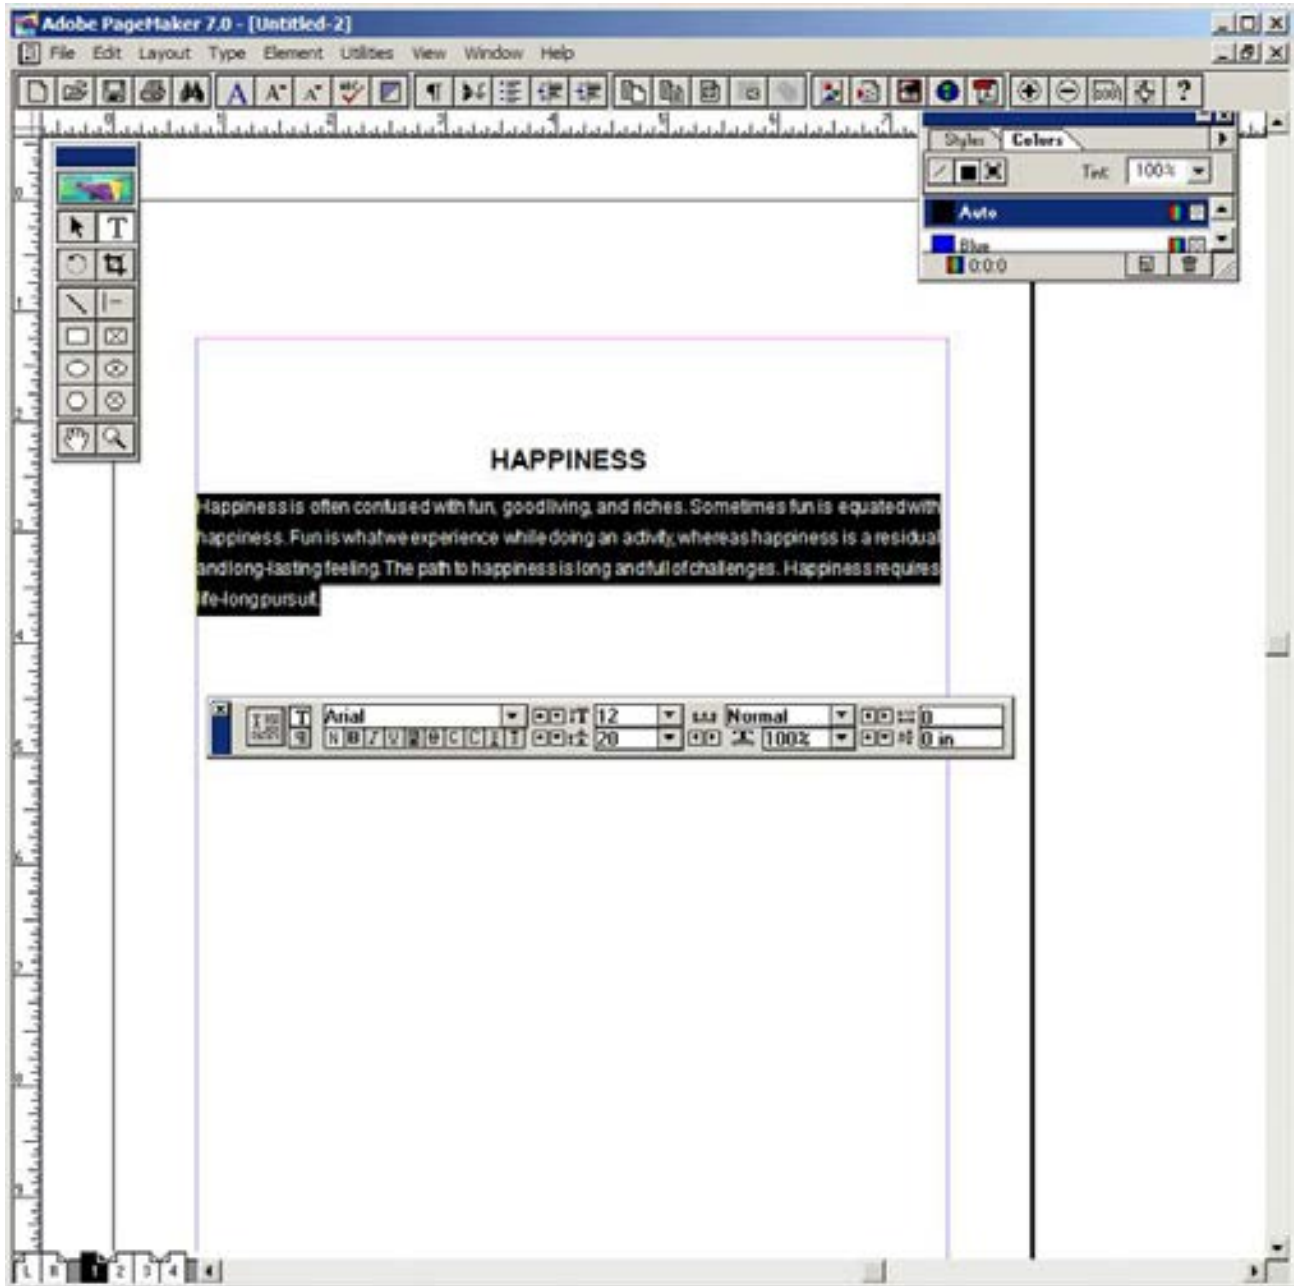 Adobe PageMaker 7.0 - [Untitled-2]
File Edit Layout Type Element Utilities View Window Help
Styles Colors
Tint: 100%
Auto
Blue
0:0:0
T
HAPPINESS
Happiness is often confused with fun, good living, and riches. Sometimes fun is equated with
happiness. Fun is what we experience while doing an activity, whereas happiness is a residual
and long-lasting feeling. The path to happiness is long and full of challenges. Happiness requires
life-long pursuit.
T Arial T 12 Normal 0
N B I U R C C T 20 100% 0 in
L R 1 2 3 4